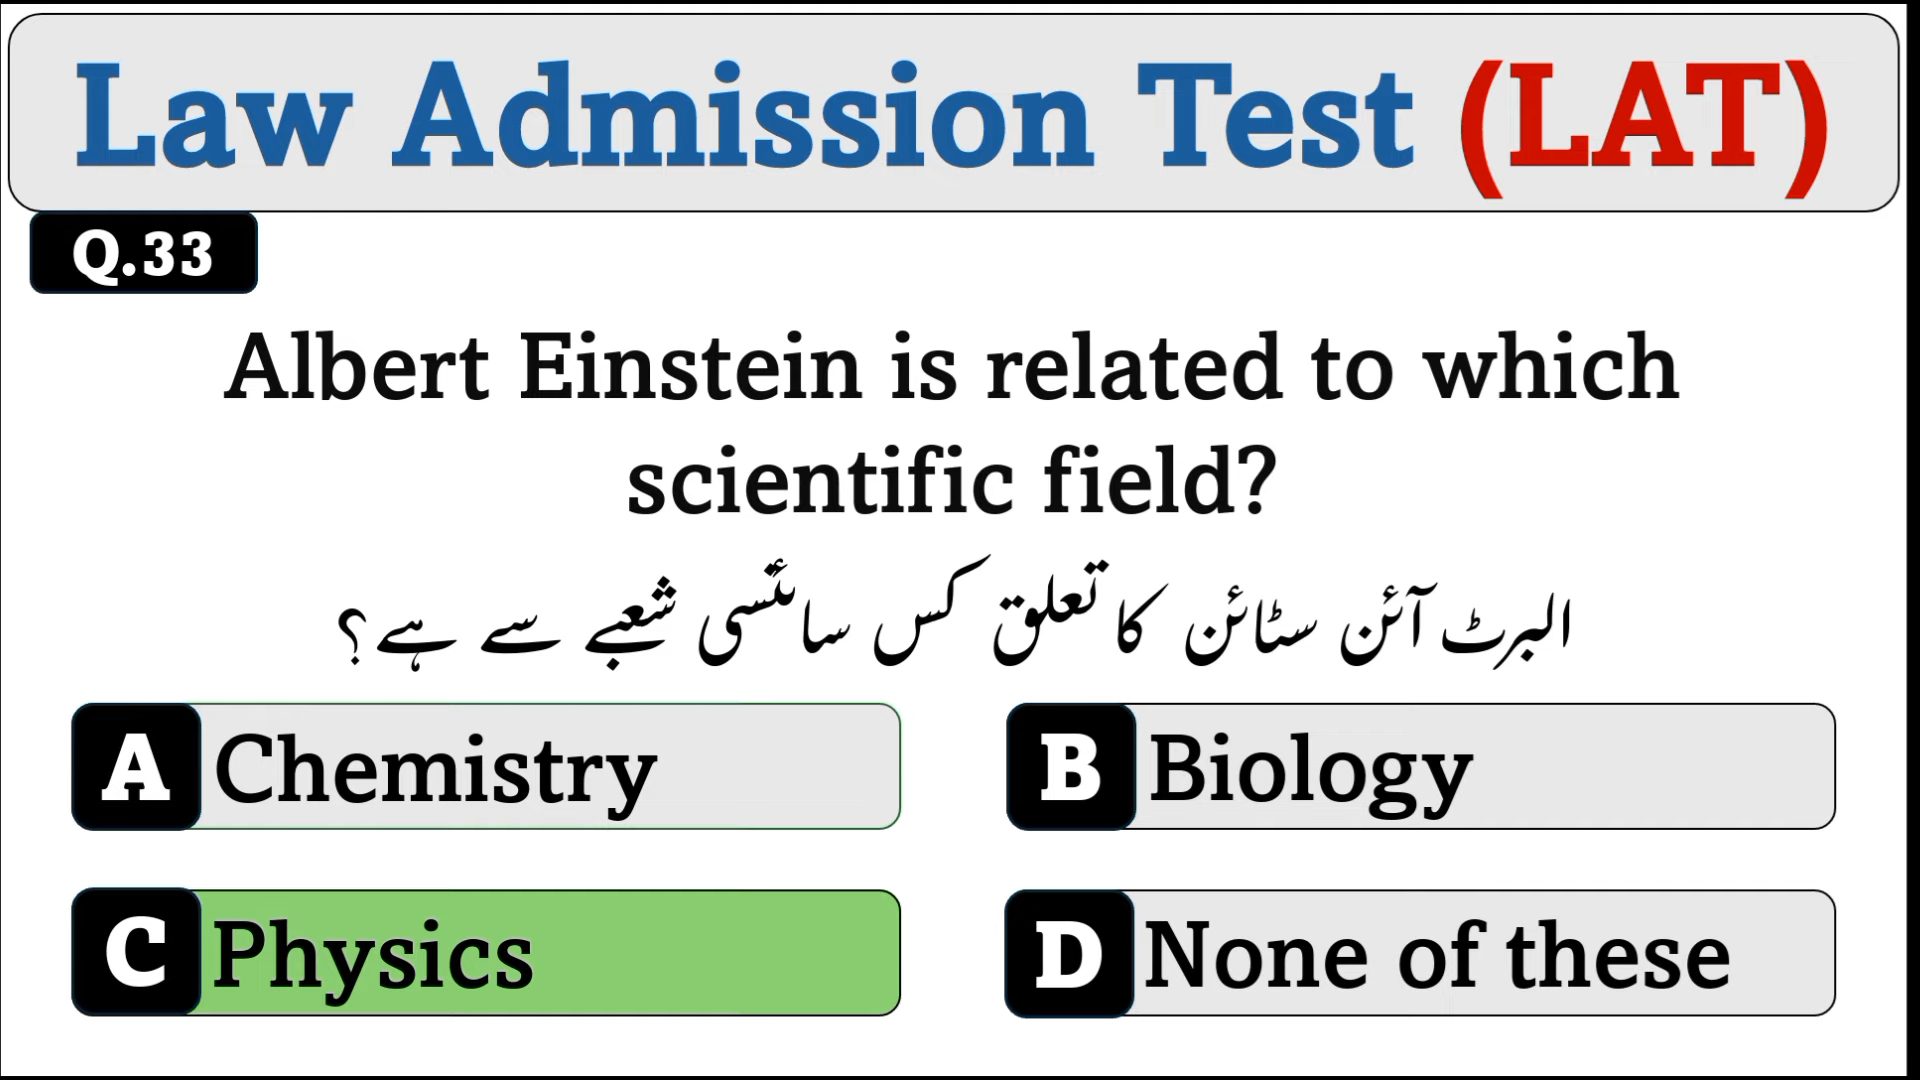 Law Admission Test (LAT)
Q.33
Albert Einstein is related to which
scientific field?
البرٹ آئن سٹائن کا تعلق کس سائنسی شعبے سے ہے؟
A Chemistry
B Biology
C Physics
D None of these